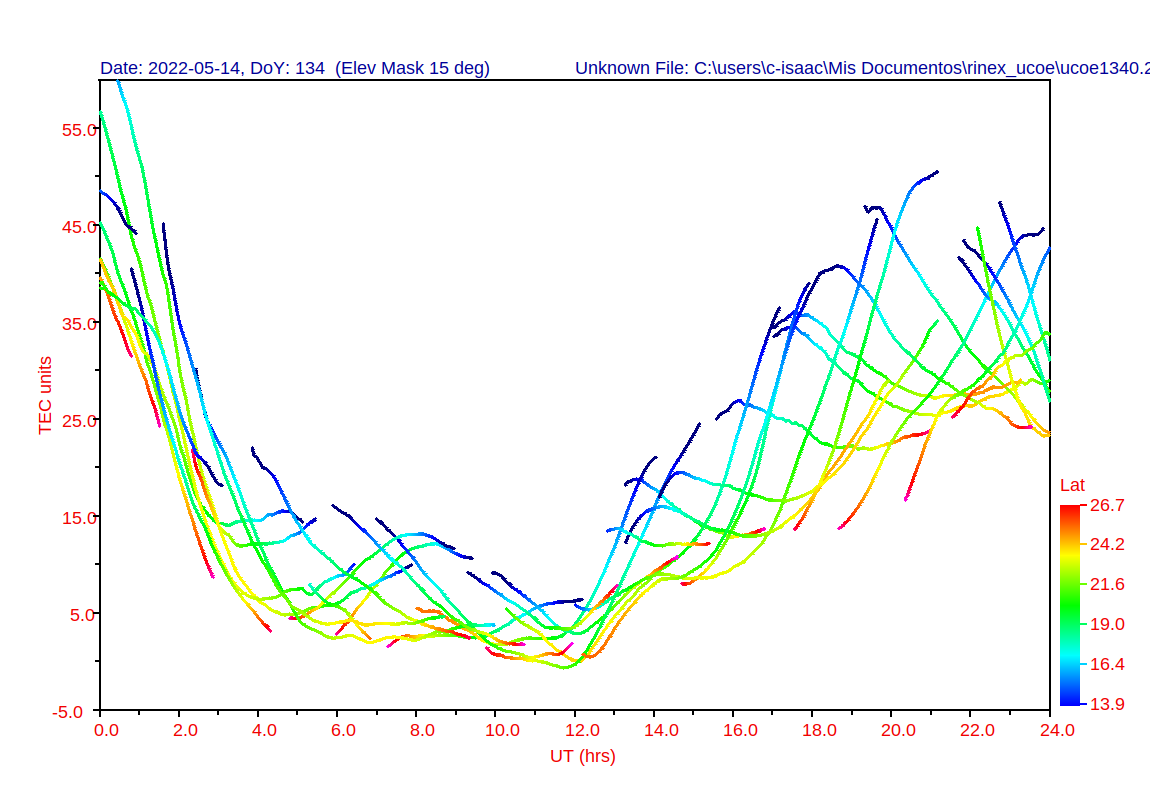 Date: 2022-05-14, DoY: 134 (Elev Mask 15 deg) Unknown File: C:\users\c-isaac\Mis Documentos\rinex_ucoe\ucoe1340.2
55.0
45.0
35.0
25.0
15.0
5.0
-5.0
TEC units
0.0 2.0 4.0 6.0 8.0 10.0 12.0 14.0 16.0 18.0 20.0 22.0 24.0
UT (hrs)
Lat
26.7
24.2
21.6
19.0
16.4
13.9